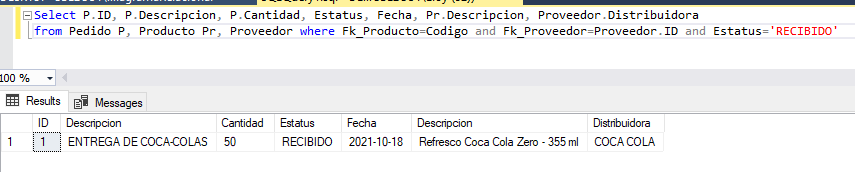 Select P.ID, P.Descripcion, P.Cantidad, Estatus, Fecha, Pr.Descripcion, Proveedor.Distribuidora
from Pedido P, Producto Pr, Proveedor where Fk_Producto=Codigo and Fk_Proveedor=Proveedor.ID and Estatus='RECIBIDO'
100 %
Results Messages
ID Descripcion Cantidad Estatus Fecha Descripcion Distribuidora
1 1 ENTREGA DE COCA-COLAS 50 RECIBIDO 2021-10-18 Refresco Coca Cola Zero - 355 ml COCA COLA